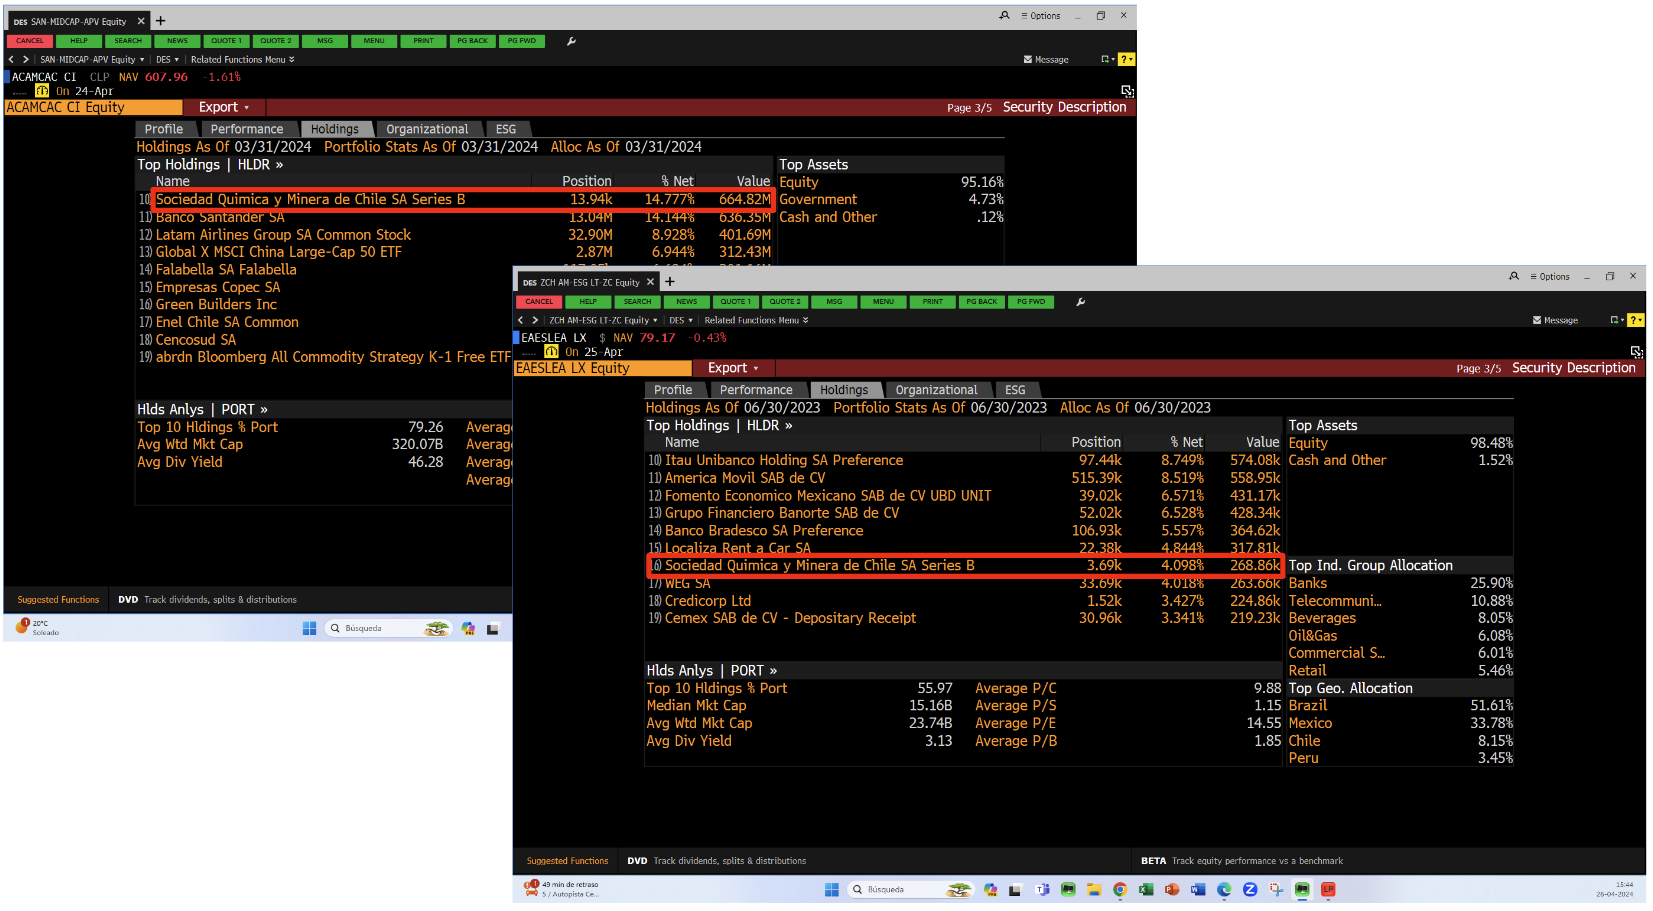 DES SAN-MIDCAP-APV Equity × +
Options
CANCEL HELP SEARCH NEWS QUOTE 1 QUOTE 2 MSG MENU PRINT PG BACK PG FWD
SAN-MIDCAP-APV Equity DES Related Functions Menu Message ?
ACAMCAC CI CLP NAV 607.96 -1.61%
On 24-Apr
ACAMCAC CI Equity Export Page 3/5 Security Description
Profile Performance Holdings Organizational ESG
Holdings As Of 03/31/2024 Portfolio Stats As Of 03/31/2024 Alloc As Of 03/31/2024
Top Holdings | HLDR » Top Assets
Name Position % Net Value Equity 95.16%
10) Sociedad Quimica y Minera de Chile SA Series B 13.94k 14.777% 664.82M Government 4.73%
11) Banco Santander SA 13.04M 14.144% 636.35M Cash and Other .12%
12) Latam Airlines Group SA Common Stock 32.90M 8.928% 401.69M
13) Global X MSCI China Large-Cap 50 ETF 2.87M 6.944% 312.43M
14) Falabella SA Falabella
15) Empresas Copec SA
16) Green Builders Inc
17) Enel Chile SA Common
18) Cencosud SA
19) abrdn Bloomberg All Commodity Strategy K-1 Free ETF
Hlds Anlys | PORT »
Top 10 Hldings % Port 79.26 Average
Avg Wtd Mkt Cap 320.07B Average
Avg Div Yield 46.28 Average
Average
Suggested Functions DVD Track dividends, splits & distributions
1 20°C
Soleado
Búsqueda
DES ZCH AM-ESG LT-ZC Equity × +
Options
CANCEL HELP SEARCH NEWS QUOTE 1 QUOTE 2 MSG MENU PRINT PG BACK PG FWD
ZCH AM-ESG LT-ZC Equity DES Related Functions Menu Message ?
EAESLEA LX $ NAV 79.17 -0.43%
On 25-Apr
EAESLEA LX Equity Export Page 3/5 Security Description
Profile Performance Holdings Organizational ESG
Holdings As Of 06/30/2023 Portfolio Stats As Of 06/30/2023 Alloc As Of 06/30/2023
Top Holdings | HLDR » Top Assets
Name Position % Net Value Equity 98.48%
10) Itau Unibanco Holding SA Preference 97.44k 8.749% 574.08k Cash and Other 1.52%
11) America Movil SAB de CV 515.39k 8.519% 558.95k
12) Fomento Economico Mexicano SAB de CV UBD UNIT 39.02k 6.571% 431.17k
13) Grupo Financiero Banorte SAB de CV 52.02k 6.528% 428.34k
14) Banco Bradesco SA Preference 106.93k 5.557% 364.62k
15) Localiza Rent a Car SA 22.38k 4.844% 317.81k
16) Sociedad Quimica y Minera de Chile SA Series B 3.69k 4.098% 268.86k Top Ind. Group Allocation
17) WEG SA 33.69k 4.018% 263.66k Banks 25.90%
18) Credicorp Ltd 1.52k 3.427% 224.86k Telecommuni... 10.88%
19) Cemex SAB de CV - Depositary Receipt 30.96k 3.341% 219.23k Beverages 8.05%
Oil&Gas 6.08%
Commercial S... 6.01%
Hlds Anlys | PORT » Retail 5.46%
Top 10 Hldings % Port 55.97 Average P/C 9.88 Top Geo. Allocation
Median Mkt Cap 15.16B Average P/S 1.15 Brazil 51.61%
Avg Wtd Mkt Cap 23.74B Average P/E 14.55 Mexico 33.78%
Avg Div Yield 3.13 Average P/B 1.85 Chile 8.15%
Peru 3.45%
Suggested Functions DVD Track dividends, splits & distributions BETA Track equity performance vs a benchmark
1 49 min de retraso
5 / Autopista Ce...
Búsqueda
15:44
26-04-2024